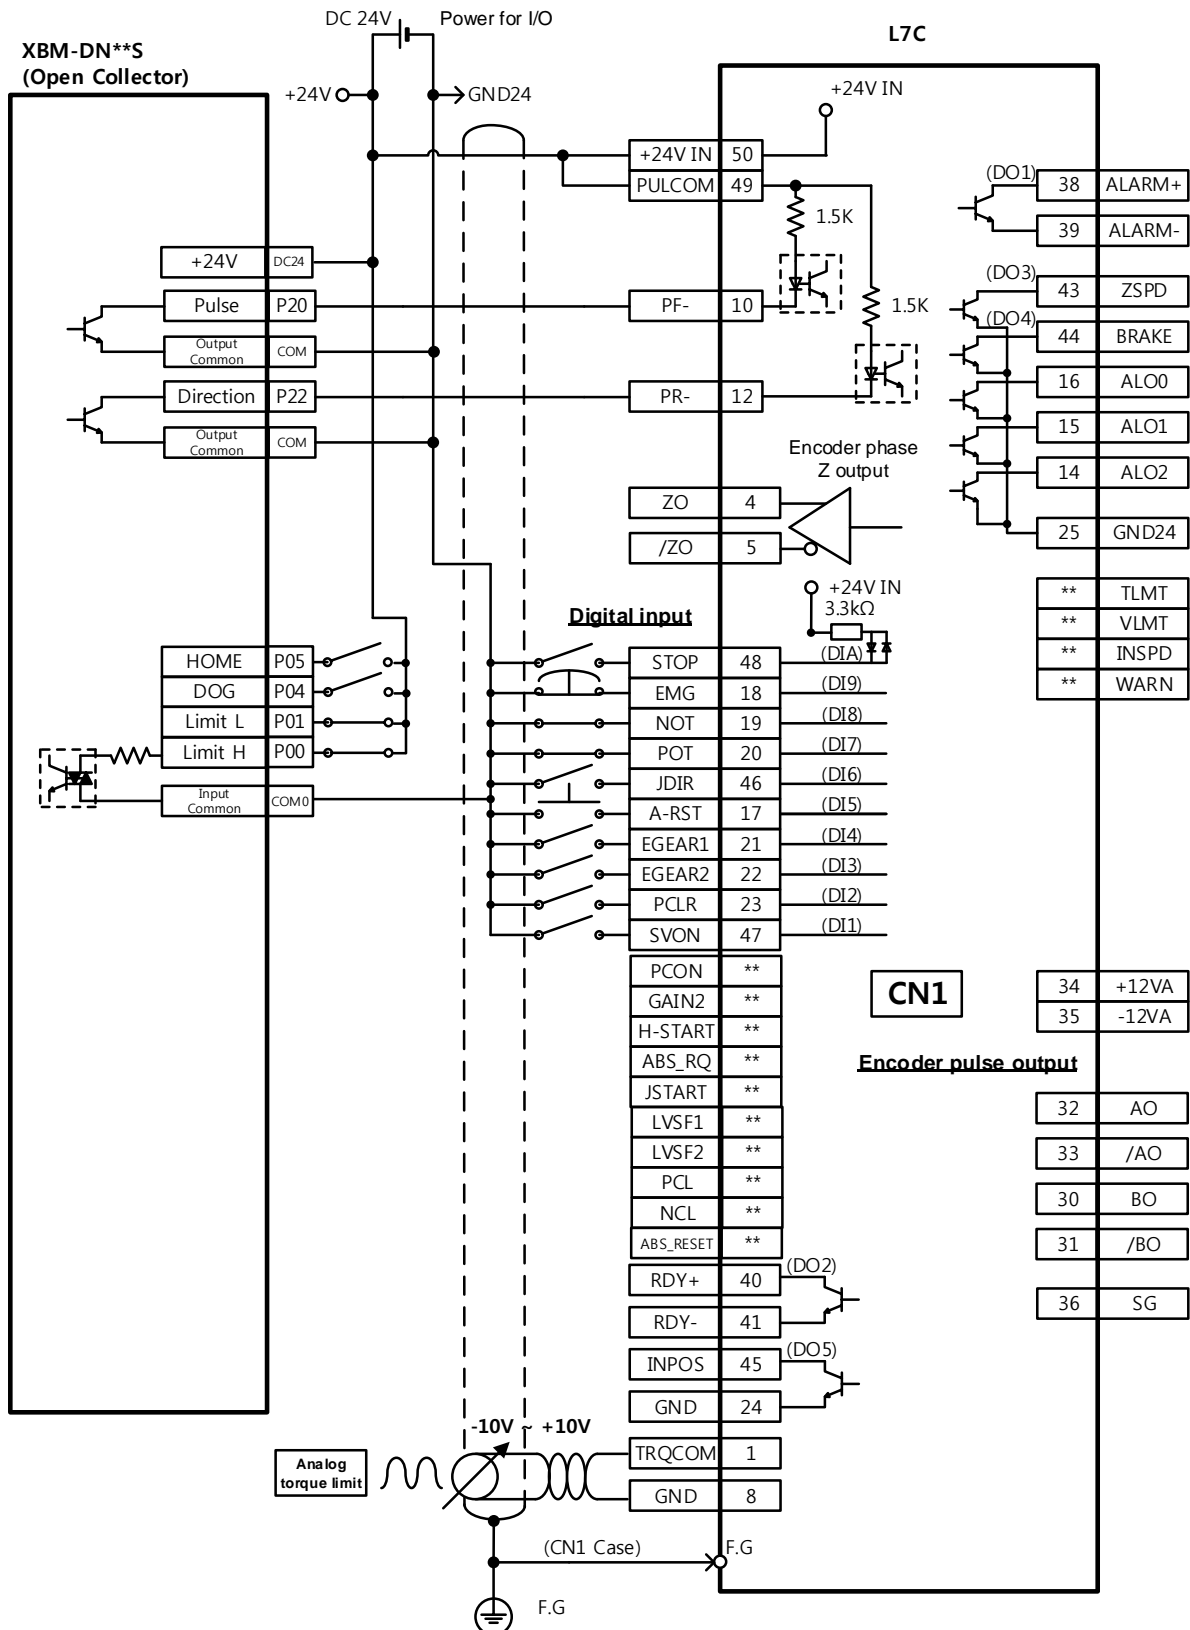 DC 24V
Power for I/O
XBM-DN**S
(Open Collector)
L7C
+24V
GND24
+24V IN
+24V IN 50
PULCOM 49
1.5K
1.5K
+24V DC24
Pulse P20
Output Common COM
Direction P22
Output Common COM
PF- 10
PR- 12
(DO1)
38 ALARM+
39 ALARM-
(DO3)
43 ZSPD
(DO4)
44 BRAKE
16 ALO0
15 ALO1
14 ALO2
25 GND24
Encoder phase
Z output
ZO 4
/ZO 5
** TLMT
** VLMT
** INSPD
** WARN
+24V IN
3.3kΩ
Digital input
HOME P05
DOG P04
Limit L P01
Limit H P00
Input Common COM0
STOP 48 (DIA)
EMG 18 (DI9)
NOT 19 (DI8)
POT 20 (DI7)
JDIR 46 (DI6)
A-RST 17 (DI5)
EGEAR1 21 (DI4)
EGEAR2 22 (DI3)
PCLR 23 (DI2)
SVON 47 (DI1)
PCON **
GAIN2 **
H-START **
ABS_RQ **
JSTART **
LVSF1 **
LVSF2 **
PCL **
NCL **
ABS_RESET **
CN1
34 +12VA
35 -12VA
Encoder pulse output
32 AO
33 /AO
30 BO
31 /BO
36 SG
RDY+ 40 (DO2)
RDY- 41
INPOS 45 (DO5)
GND 24
-10V ~ +10V
Analog
torque limit
TRQCOM 1
GND 8
(CN1 Case)
F.G
F.G